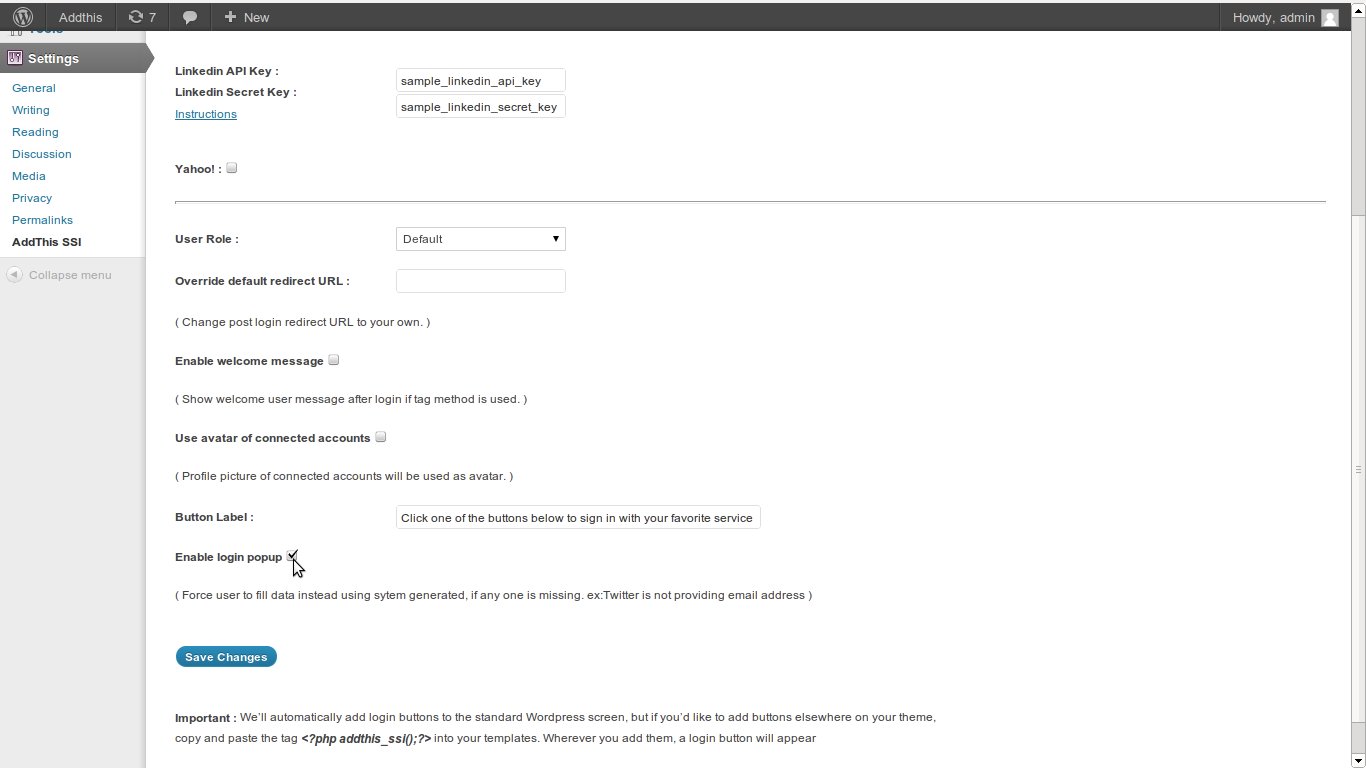 Addthis 7 New Howdy, admin
Tools
Settings
General
Writing
Reading
Discussion
Media
Privacy
Permalinks
AddThis SSI
Collapse menu
Linkedin API Key : sample_linkedin_api_key
Linkedin Secret Key : sample_linkedin_secret_key
Instructions
Yahoo! :
User Role : Default
Override default redirect URL :
( Change post login redirect URL to your own. )
Enable welcome message
( Show welcome user message after login if tag method is used. )
Use avatar of connected accounts
( Profile picture of connected accounts will be used as avatar. )
Button Label : Click one of the buttons below to sign in with your favorite service
Enable login popup
( Force user to fill data instead using sytem generated, if any one is missing. ex:Twitter is not providing email address )
Save Changes
Important : We'll automatically add login buttons to the standard Wordpress screen, but if you'd like to add buttons elsewhere on your theme,
copy and paste the tag <?php addthis_ssi();?> into your templates. Wherever you add them, a login button will appear